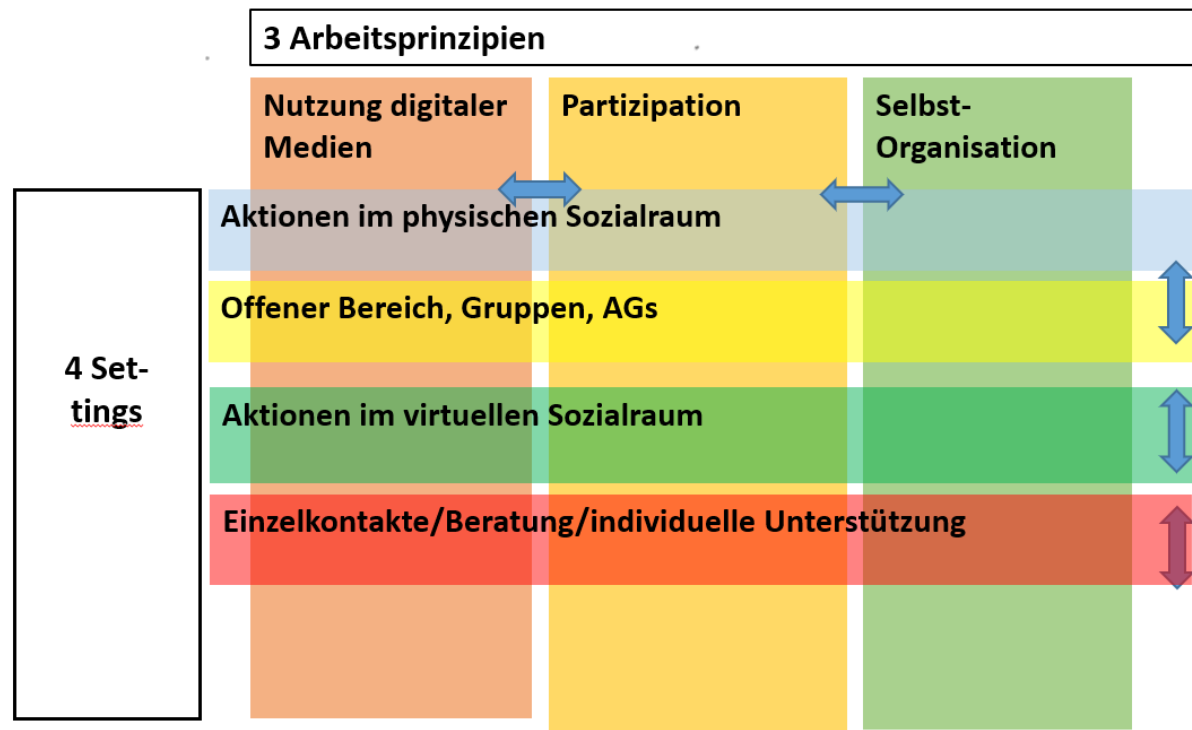 3 Arbeitsprinzipien
Nutzung digitaler
Medien
Partizipation
Selbst-
Organisation
Aktionen im physischen Sozialraum
Offener Bereich, Gruppen, AGs
4 Set-
tings
Aktionen im virtuellen Sozialraum
Einzelkontakte/Beratung/individuelle Unterstützung